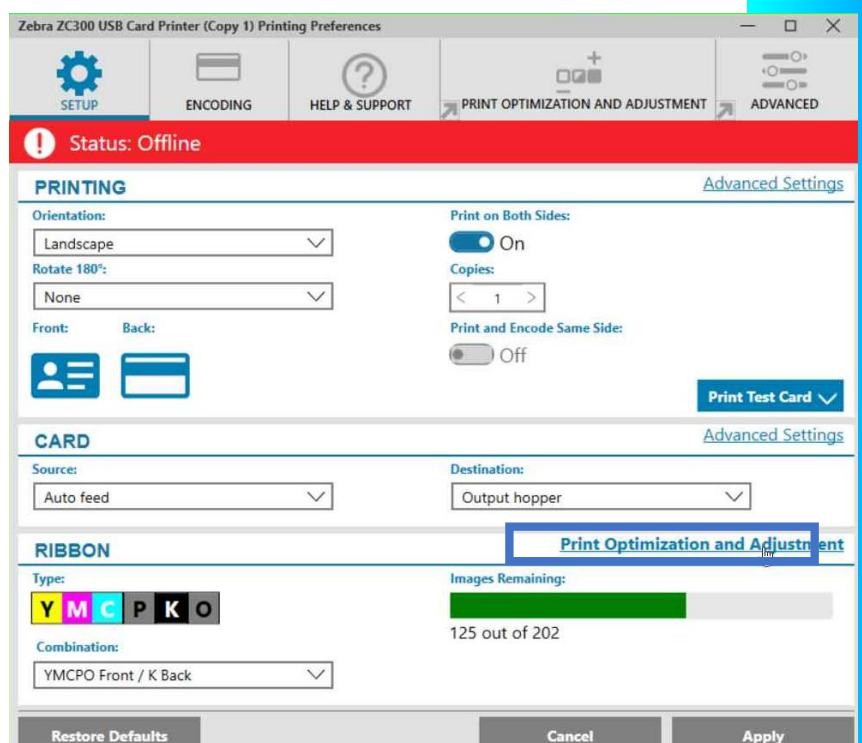 Zebra ZC300 USB Card Printer (Copy 1) Printing Preferences
SETUP
ENCODING
HELP & SUPPORT
PRINT OPTIMIZATION AND ADJUSTMENT
ADVANCED
Status: Offline
PRINTING
Advanced Settings
Orientation:
Print on Both Sides:
Landscape
On
Rotate 180°:
Copies:
None
< 1 >
Front:
Back:
Print and Encode Same Side:
Off
Print Test Card
CARD
Advanced Settings
Source:
Destination:
Auto feed
Output hopper
RIBBON
Print Optimization and Adjustment
Type:
Images Remaining:
Y M C P K O
125 out of 202
Combination:
YMCPO Front / K Back
Restore Defaults
Cancel
Apply